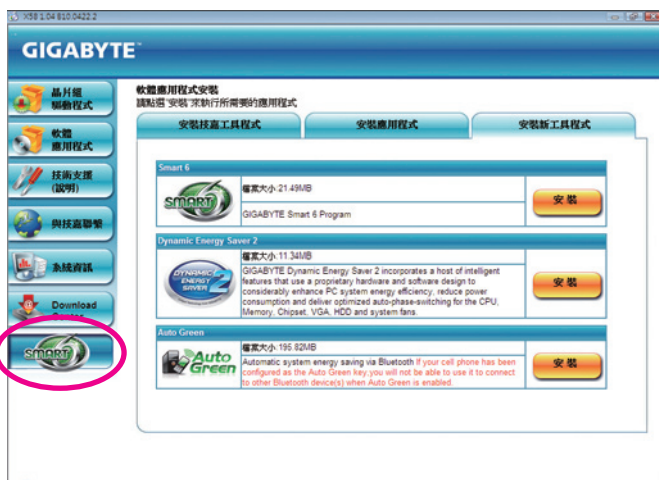 X58 1.04 B10.0422.2
GIGABYTE™
晶片組
驅動程式
軟體
應用程式
技術支援
(說明)
與技嘉聯繫
系統資訊
Download
Center
SMART 6
軟體應用程式安裝
請點選"安裝"來執行所需要的應用程式
安裝技嘉工具程式
安裝應用程式
安裝新工具程式
Smart 6
SMART 6
檔案大小:21.49MB
GIGABYTE Smart 6 Program
安裝
Dynamic Energy Saver 2
DYNAMIC
ENERGY
SAVER 2
檔案大小:11.34MB
GIGABYTE Dynamic Energy Saver 2 incorporates a host of intelligent
features that use a proprietary hardware and software design to
considerably enhance PC system energy efficiency, reduce power
consumption and deliver optimized auto-phase-switching for the CPU,
Memory, Chipset, VGA, HDD and system fans.
安裝
Auto Green
Auto
Green
檔案大小:195.82MB
Automatic system energy saving via Bluetooth If your cell phone has been
configured as the Auto Green key,you will not be able to use it to connect
to other Bluetooth device(s) when Auto Green is enabled.
安裝